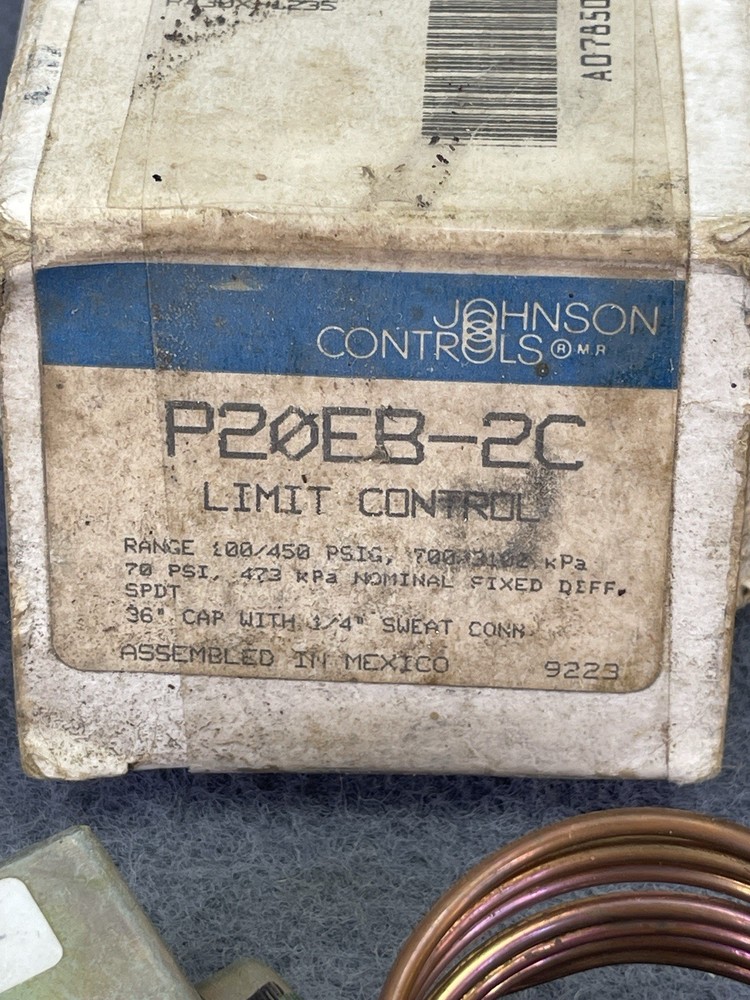 A0785
JOHNSON
CONTROLS ® M.R
P20EB-2C
LIMIT CONTROL
RANGE 100/450 PSIG, 700/3102 kPa
70 PSI, 473 kPa NOMINAL FIXED DIFF.
SPDT
36" CAP WITH 1/4" SWEAT CONN.
ASSEMBLED IN MEXICO 9223